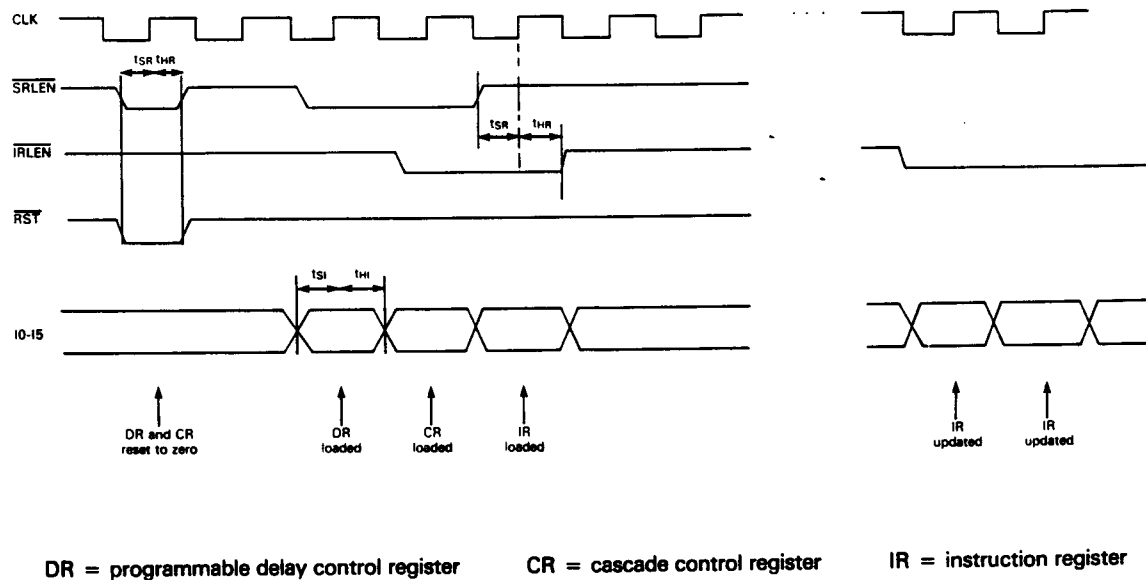 CLK
tSR tHR
SRLEN
tSR tHR
IRLEN
RST
tSI tHI
I0-I5
DR and CR
reset to zero
DR
loaded
CR
loaded
IR
loaded
IR
updated
IR
updated
DR = programmable delay control register CR = cascade control register IR = instruction register